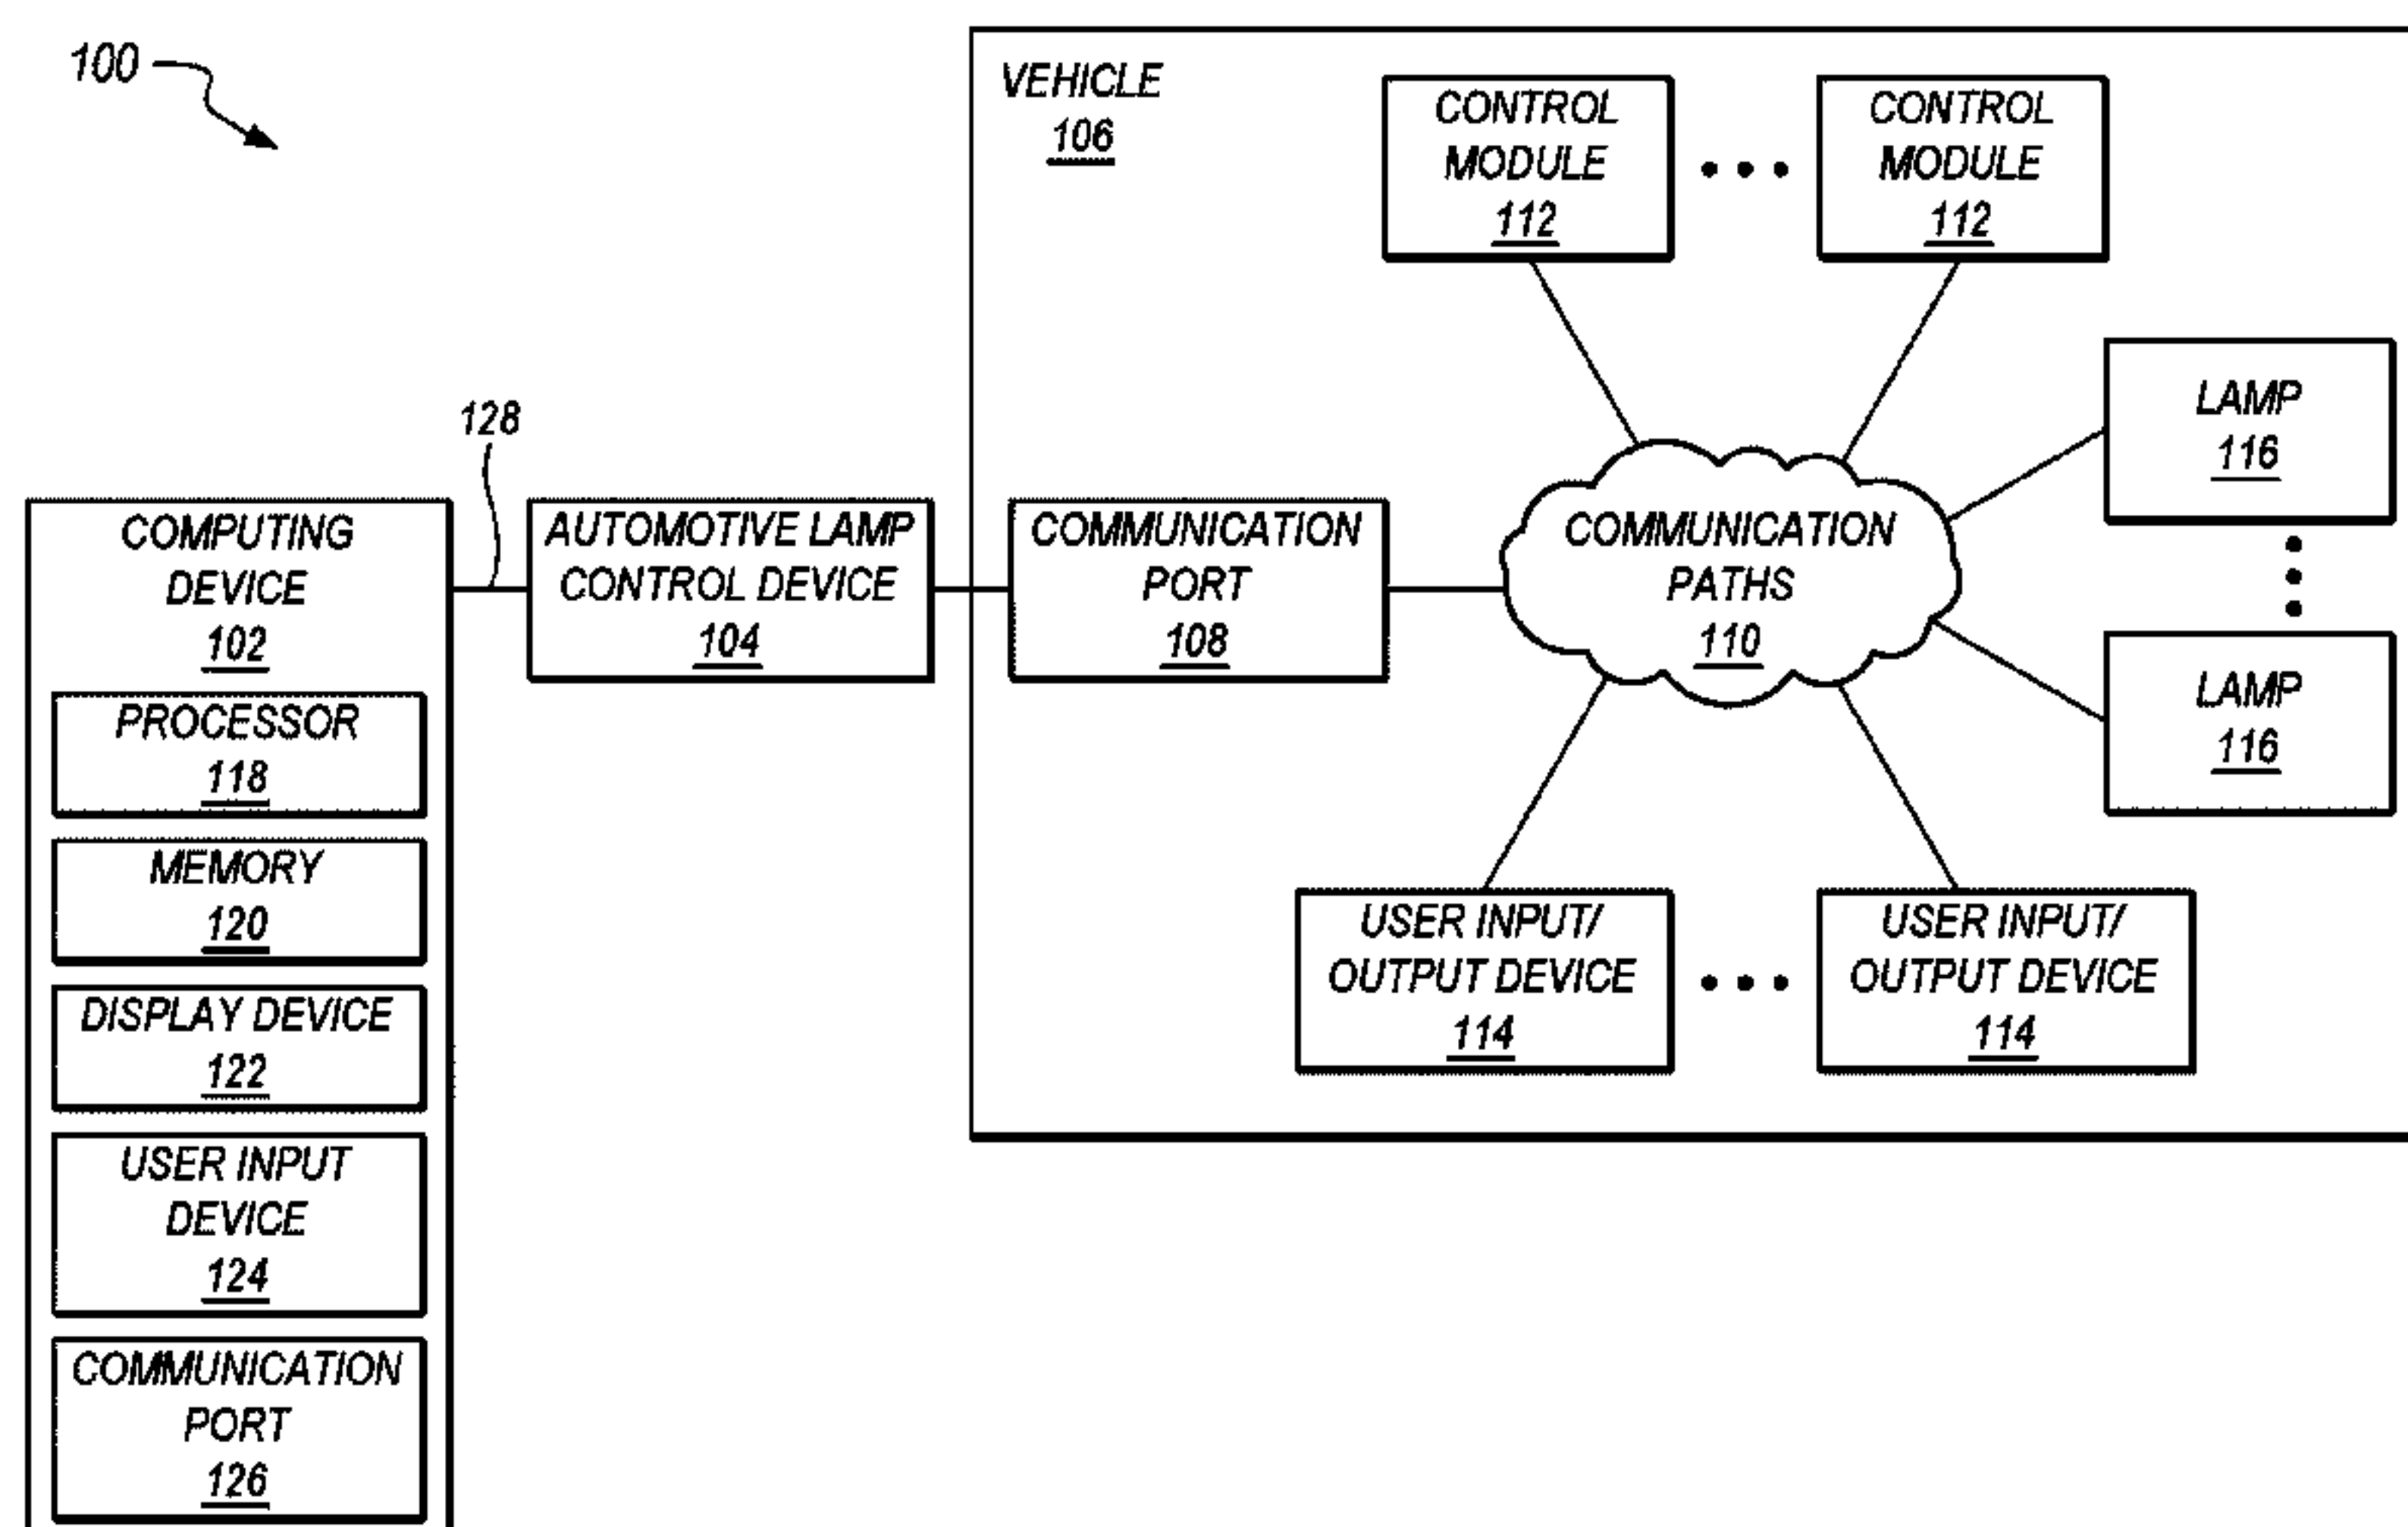 100
VEHICLE
106
CONTROL
MODULE
112
CONTROL
MODULE
112
LAMP
116
LAMP
116
128
COMPUTING
DEVICE
102
AUTOMOTIVE LAMP
CONTROL DEVICE
104
COMMUNICATION
PORT
108
COMMUNICATION
PATHS
110
PROCESSOR
118
MEMORY
120
DISPLAY DEVICE
122
USER INPUT
DEVICE
124
COMMUNICATION
PORT
126
USER INPUT/
OUTPUT DEVICE
114
USER INPUT/
OUTPUT DEVICE
114